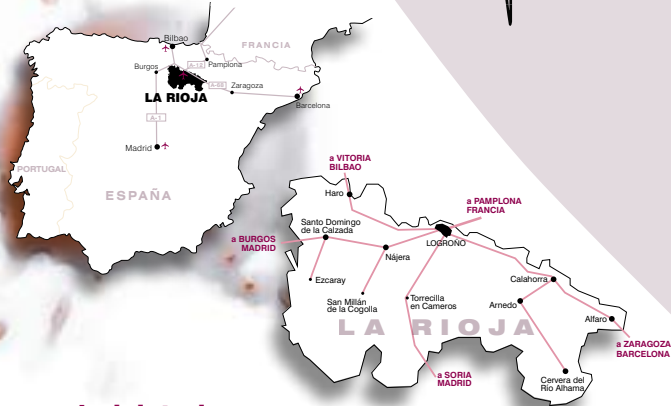 Bilbao
FRANCIA
A-12
Pamplona
Burgos
A-68
Zaragoza
LA RIOJA
Barcelona
A-1
Madrid
PORTUGAL
ESPAÑA
a VITORIA
BILBAO
Haro
a PAMPLONA
FRANCIA
Santo Domingo
de la Calzada
a BURGOS
MADRID
LOGROÑO
Nájera
Ezcaray
San Millán
de la Cogolla
Torrecilla
en Cameros
Calahorra
Arnedo
Alfaro
LA RIOJA
a ZARAGOZA
BARCELONA
a SORIA
MADRID
Cervera del
Río Alhama